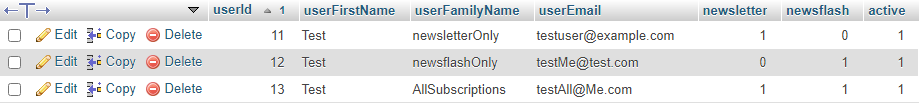 userId 1 userFirstName userFamilyName userEmail newsletter newsflash active
Edit Copy Delete 11 Test newsletterOnly testuser@example.com 1 0 1
Edit Copy Delete 12 Test newsflashOnly testMe@test.com 0 1 1
Edit Copy Delete 13 Test AllSubscriptions testAll@Me.com 1 1 1